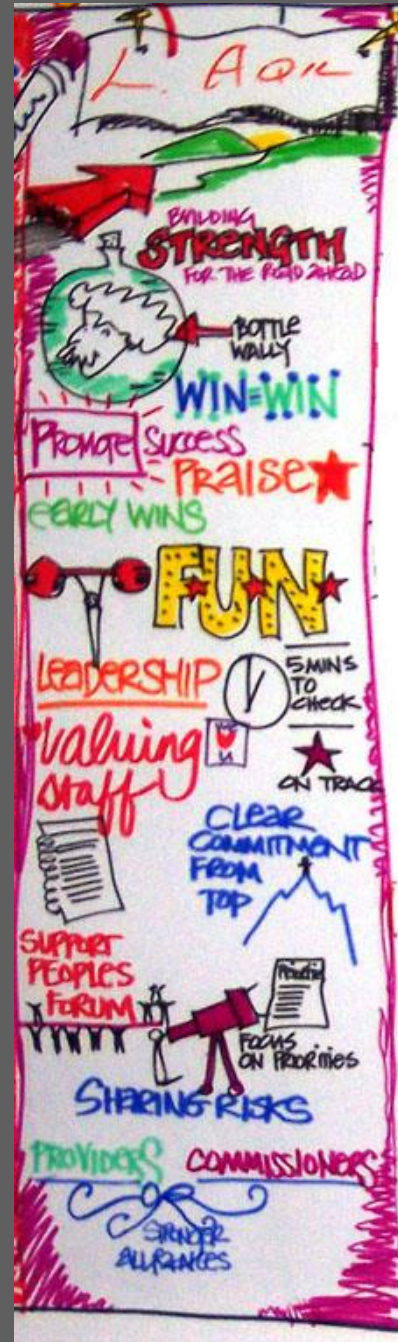 BUILDING
STRENGTH
FOR THE ROAD AHEAD
BOTTLE
WALLY
WIN=WIN
PROMOTE SUCCESS
PRAISE
EARLY WINS
FUN
LEADERSHIP
5 MINS
TO
CHECK
Valuing
staff
ON TRACK
CLEAR
COMMITMENT
FROM
TOP
SUPPORT
PEOPLES
FORUM
FOCUS
ON PRIORITIES
SHARING RISKS
PROVIDERS COMMISSIONERS
STRONGER